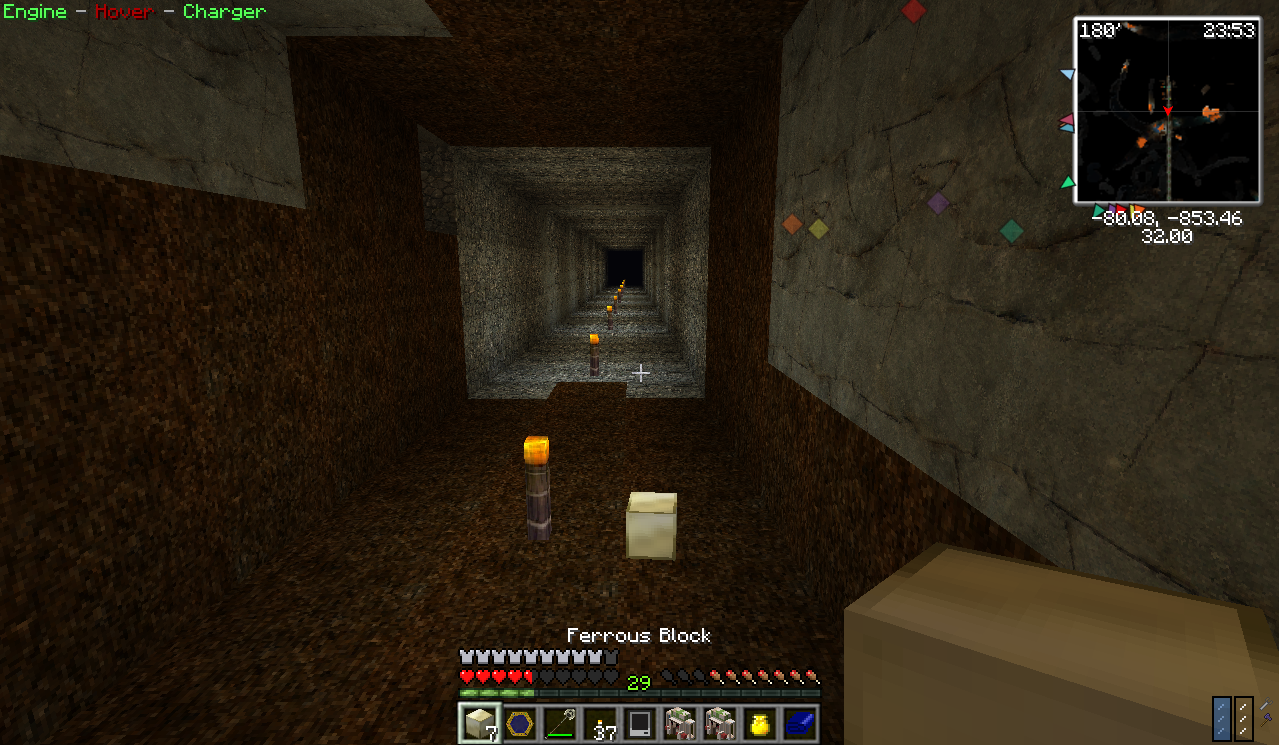 Engine - Hover - Charger
180° 23:53
-80.08, -853.46
32.00
Ferrous Block
29
7 37